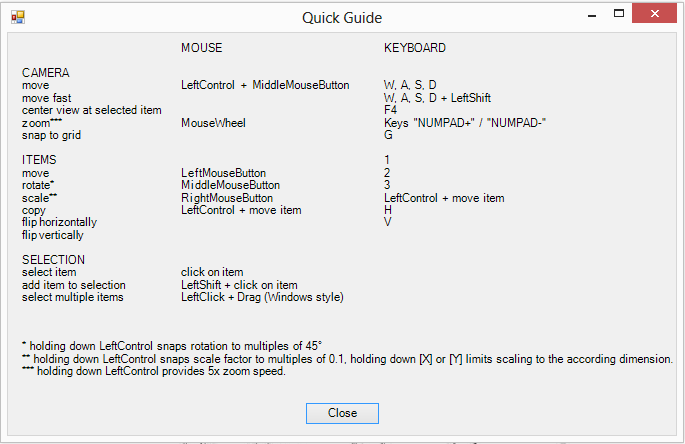 Quick Guide
MOUSE KEYBOARD
CAMERA
move LeftControl + MiddleMouseButton W, A, S, D
move fast W, A, S, D + LeftShift
center view at selected item F4
zoom*** MouseWheel Keys "NUMPAD+" / "NUMPAD-"
snap to grid G
ITEMS 1
move LeftMouseButton 2
rotate* MiddleMouseButton 3
scale** RightMouseButton LeftControl + move item
copy LeftControl + move item H
flip horizontally V
flip vertically
SELECTION
select item click on item
add item to selection LeftShift + click on item
select multiple items LeftClick + Drag (Windows style)
* holding down LeftControl snaps rotation to multiples of 45°
** holding down LeftControl snaps scale factor to multiples of 0.1, holding down [X] or [Y] limits scaling to the according dimension.
*** holding down LeftControl provides 5x zoom speed.
Close